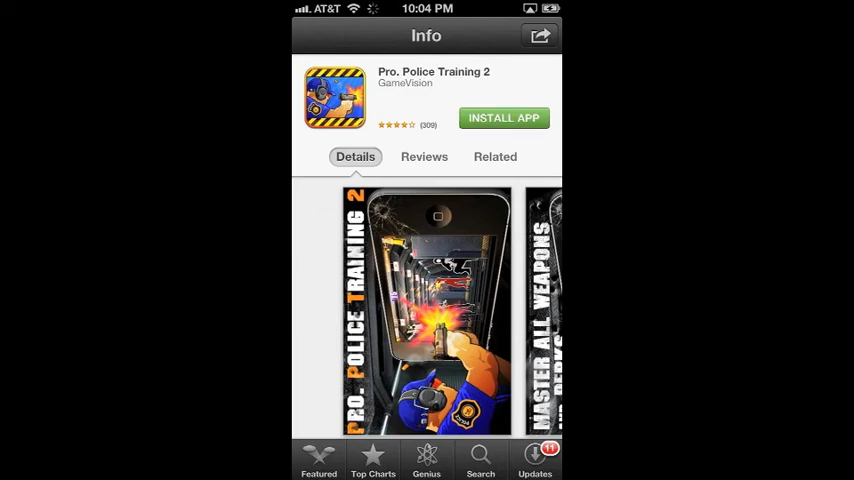 AT&T 10:04 PM
Info
Pro. Police Training 2
GameVision
(309)
INSTALL APP
Details Reviews Related
PRO. POLICE TRAINING 2
MASTER ALL WEAPONS
Featured Top Charts Genius Search Updates
11